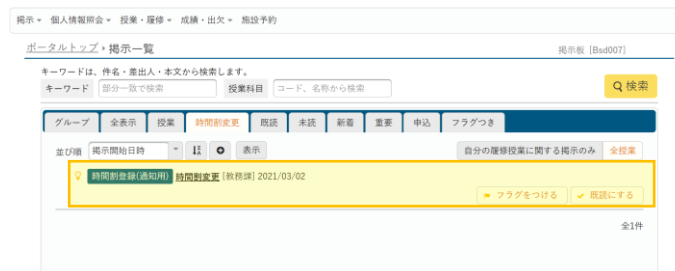 掲示 個人情報照会 授業・履修 成績・出欠 施設予約
ポータルトップ 掲示一覧 掲示板 [Bsd007]
キーワードは、件名・差出人・本文から検索します。
キーワード 部分一致で検索 授業科目 コード、名称から検索 検索
グループ 全表示 授業 時間割変更 既読 未読 新着 重要 申込 フラグつき
並び順 掲示開始日時 表示 自分の履修授業に関する掲示のみ 全授業
時間割登録(通知用) 時間割変更 [教務課] 2021/03/02
フラグをつける 既読にする
全1件